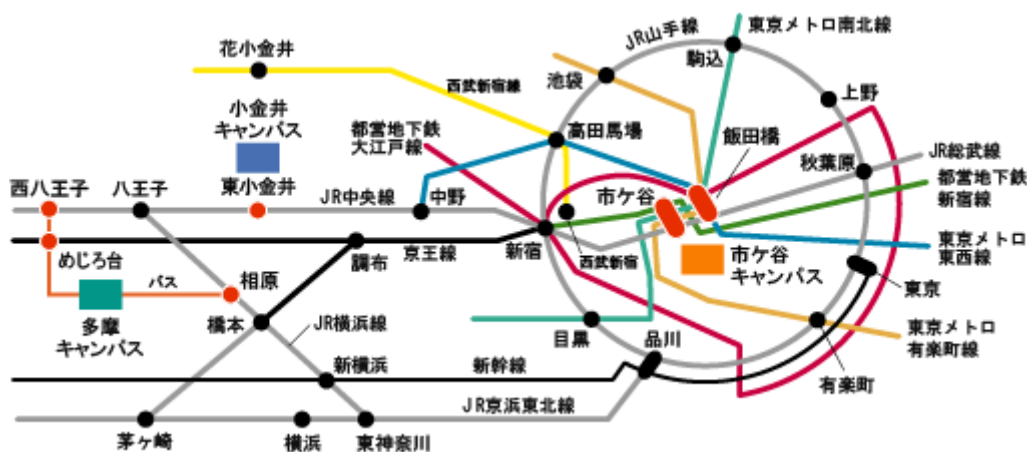 東京メトロ南北線
JR山手線
花小金井
駒込
池袋
西武新宿線
上野
小金井
キャンパス
都営地下鉄
大江戸線
高田馬場
飯田橋
秋葉原
JR総武線
西八王子
八王子
東小金井
JR中央線
中野
市ケ谷
都営地下鉄
新宿線
めじろ台
調布
京王線
新宿
西武新宿
市ケ谷
キャンパス
東京メトロ
東西線
バス
相原
東京
多摩
キャンパス
橋本
JR横浜線
目黒
品川
東京メトロ
有楽町線
新横浜
新幹線
有楽町
JR京浜東北線
茅ヶ崎
横浜
東神奈川